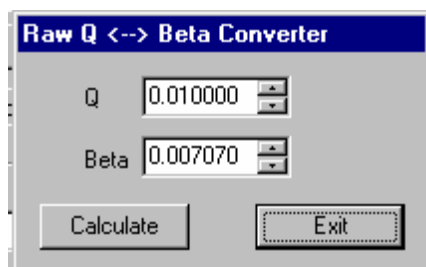 Raw Q <--> Beta Converter
Q 0.010000
Beta 0.007070
Calculate Exit